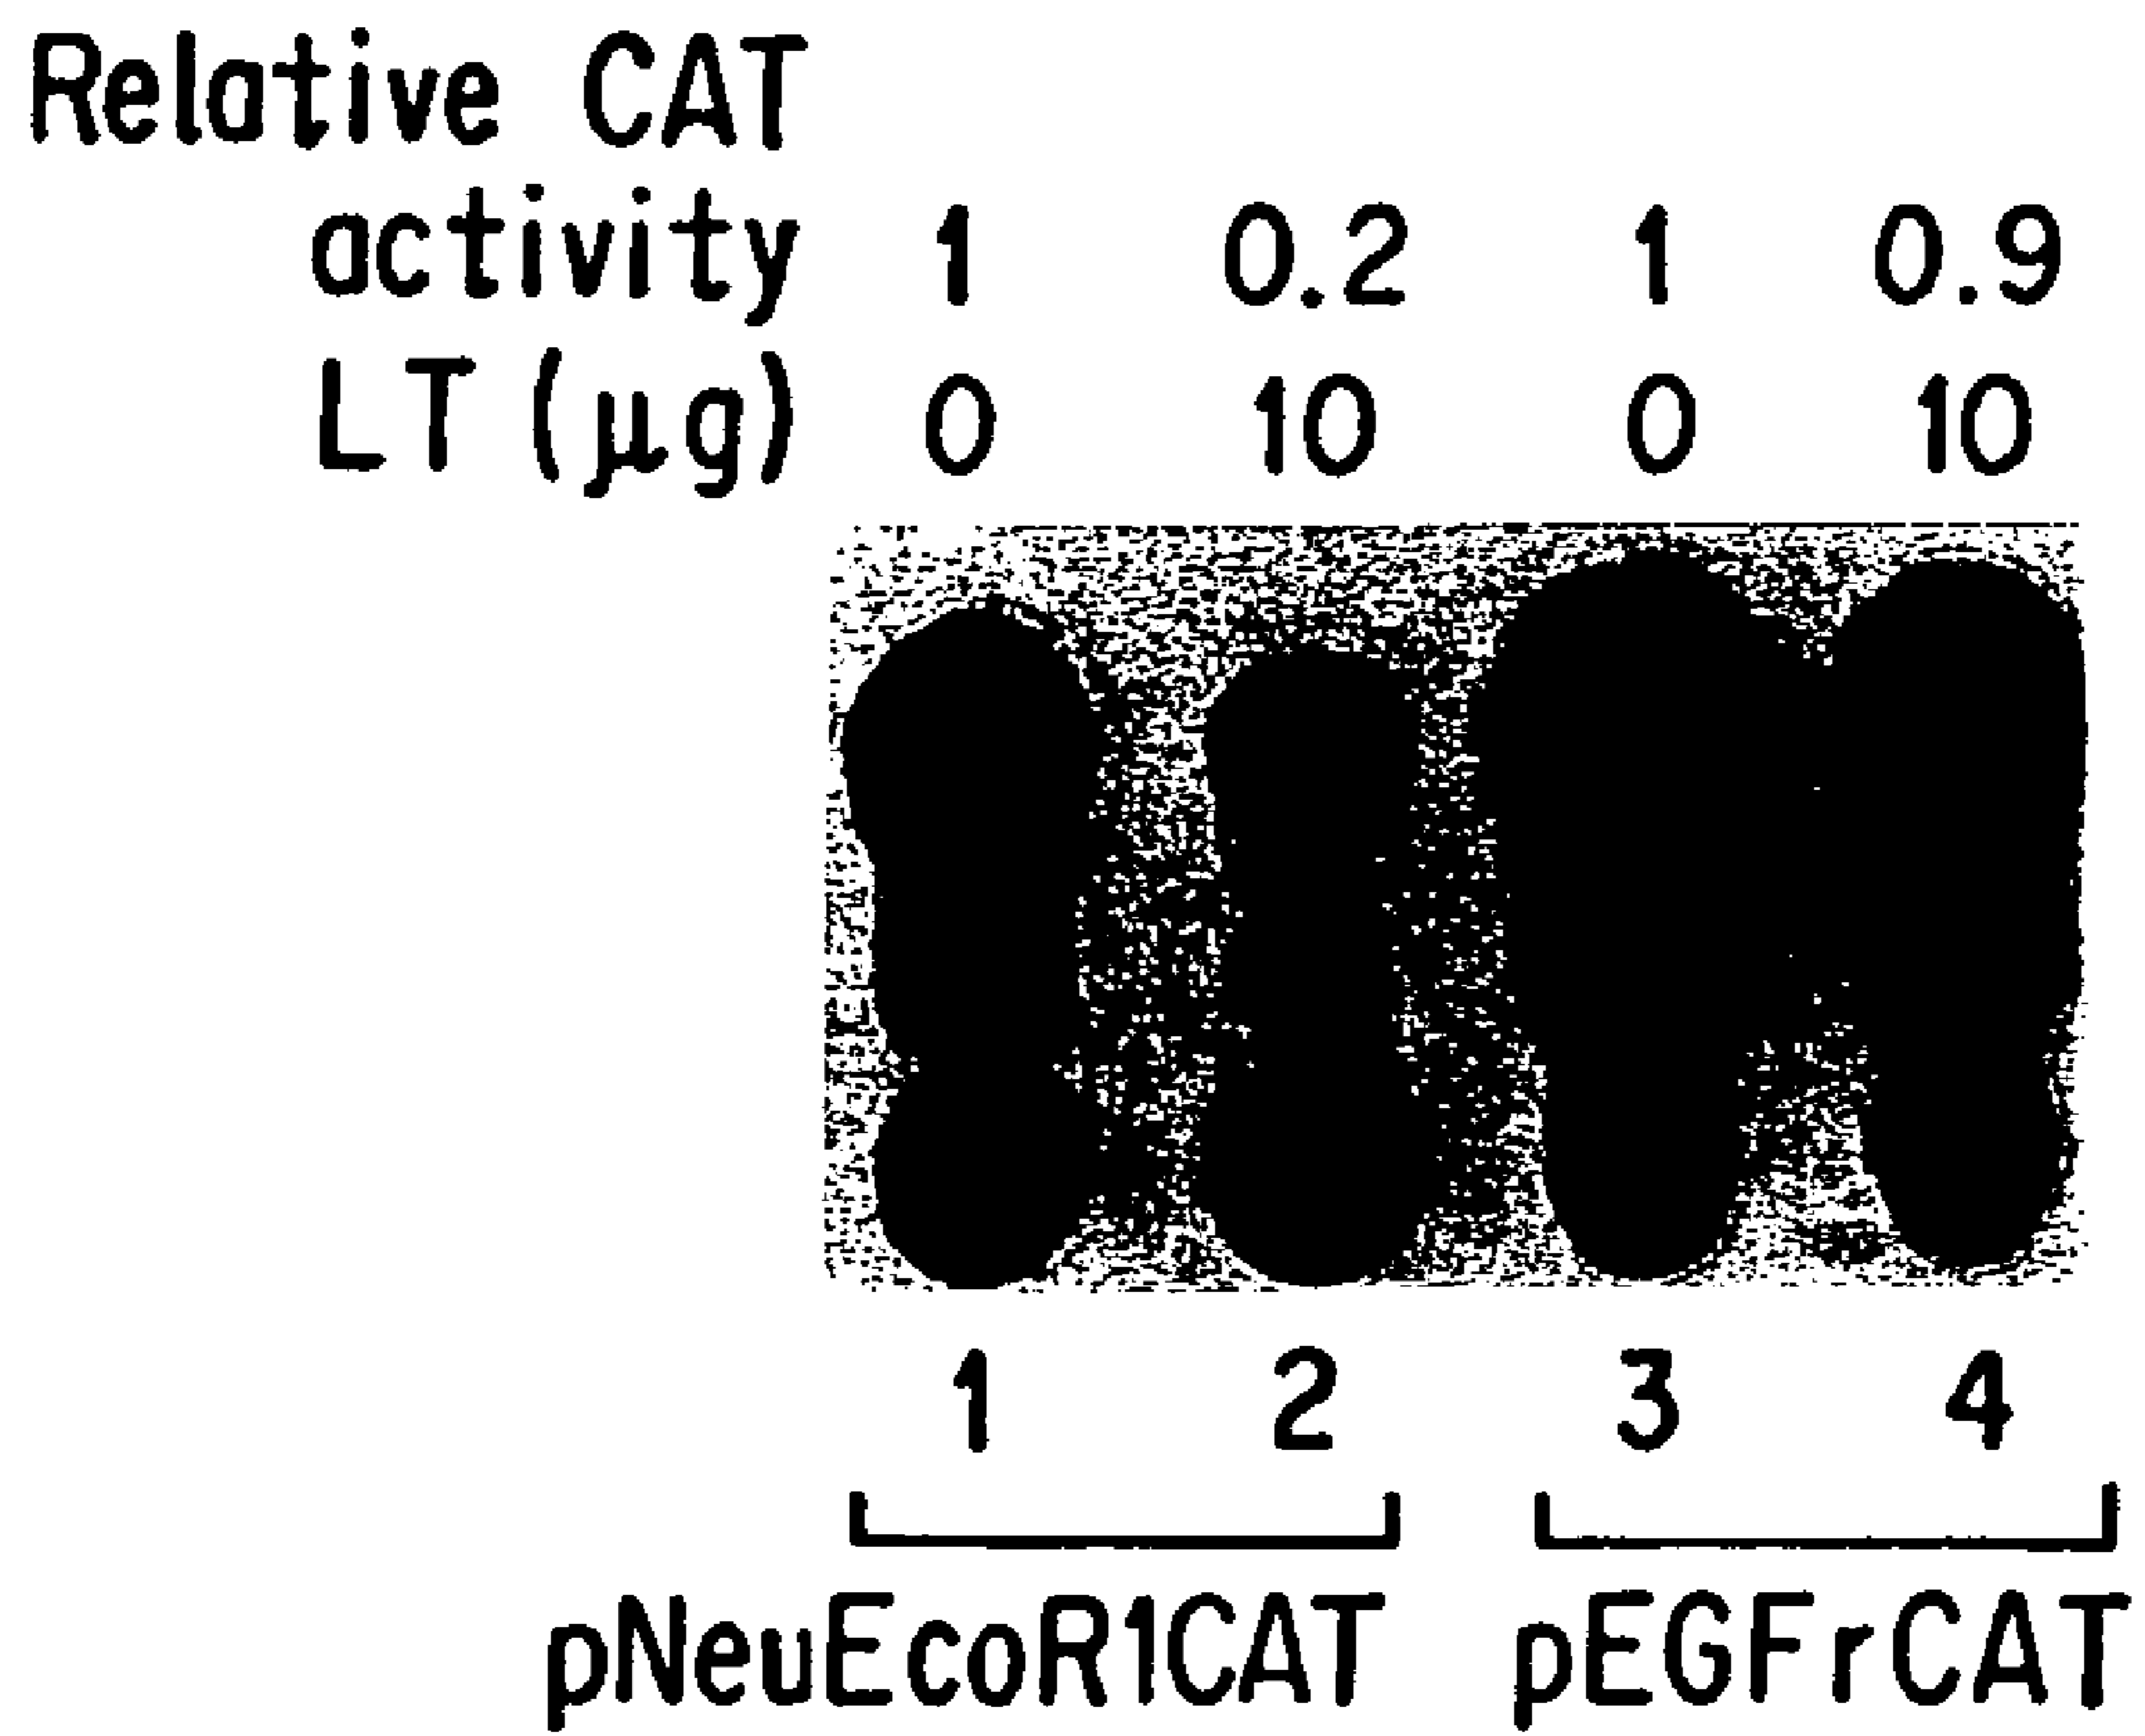 Relative CAT
activity 1 0.2 1 0.9
LT (μg) 0 10 0 10
1 2 3 4
pNeuEcoR1CAT pEGFrCAT